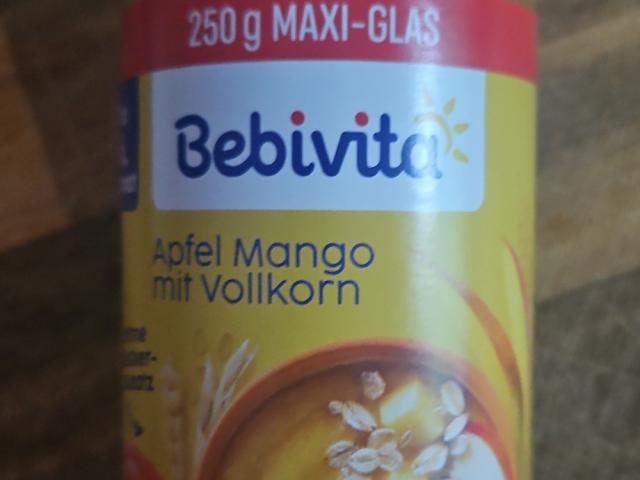 250 g MAXI-GLAS
Bebivita
Apfel Mango
mit Vollkorn